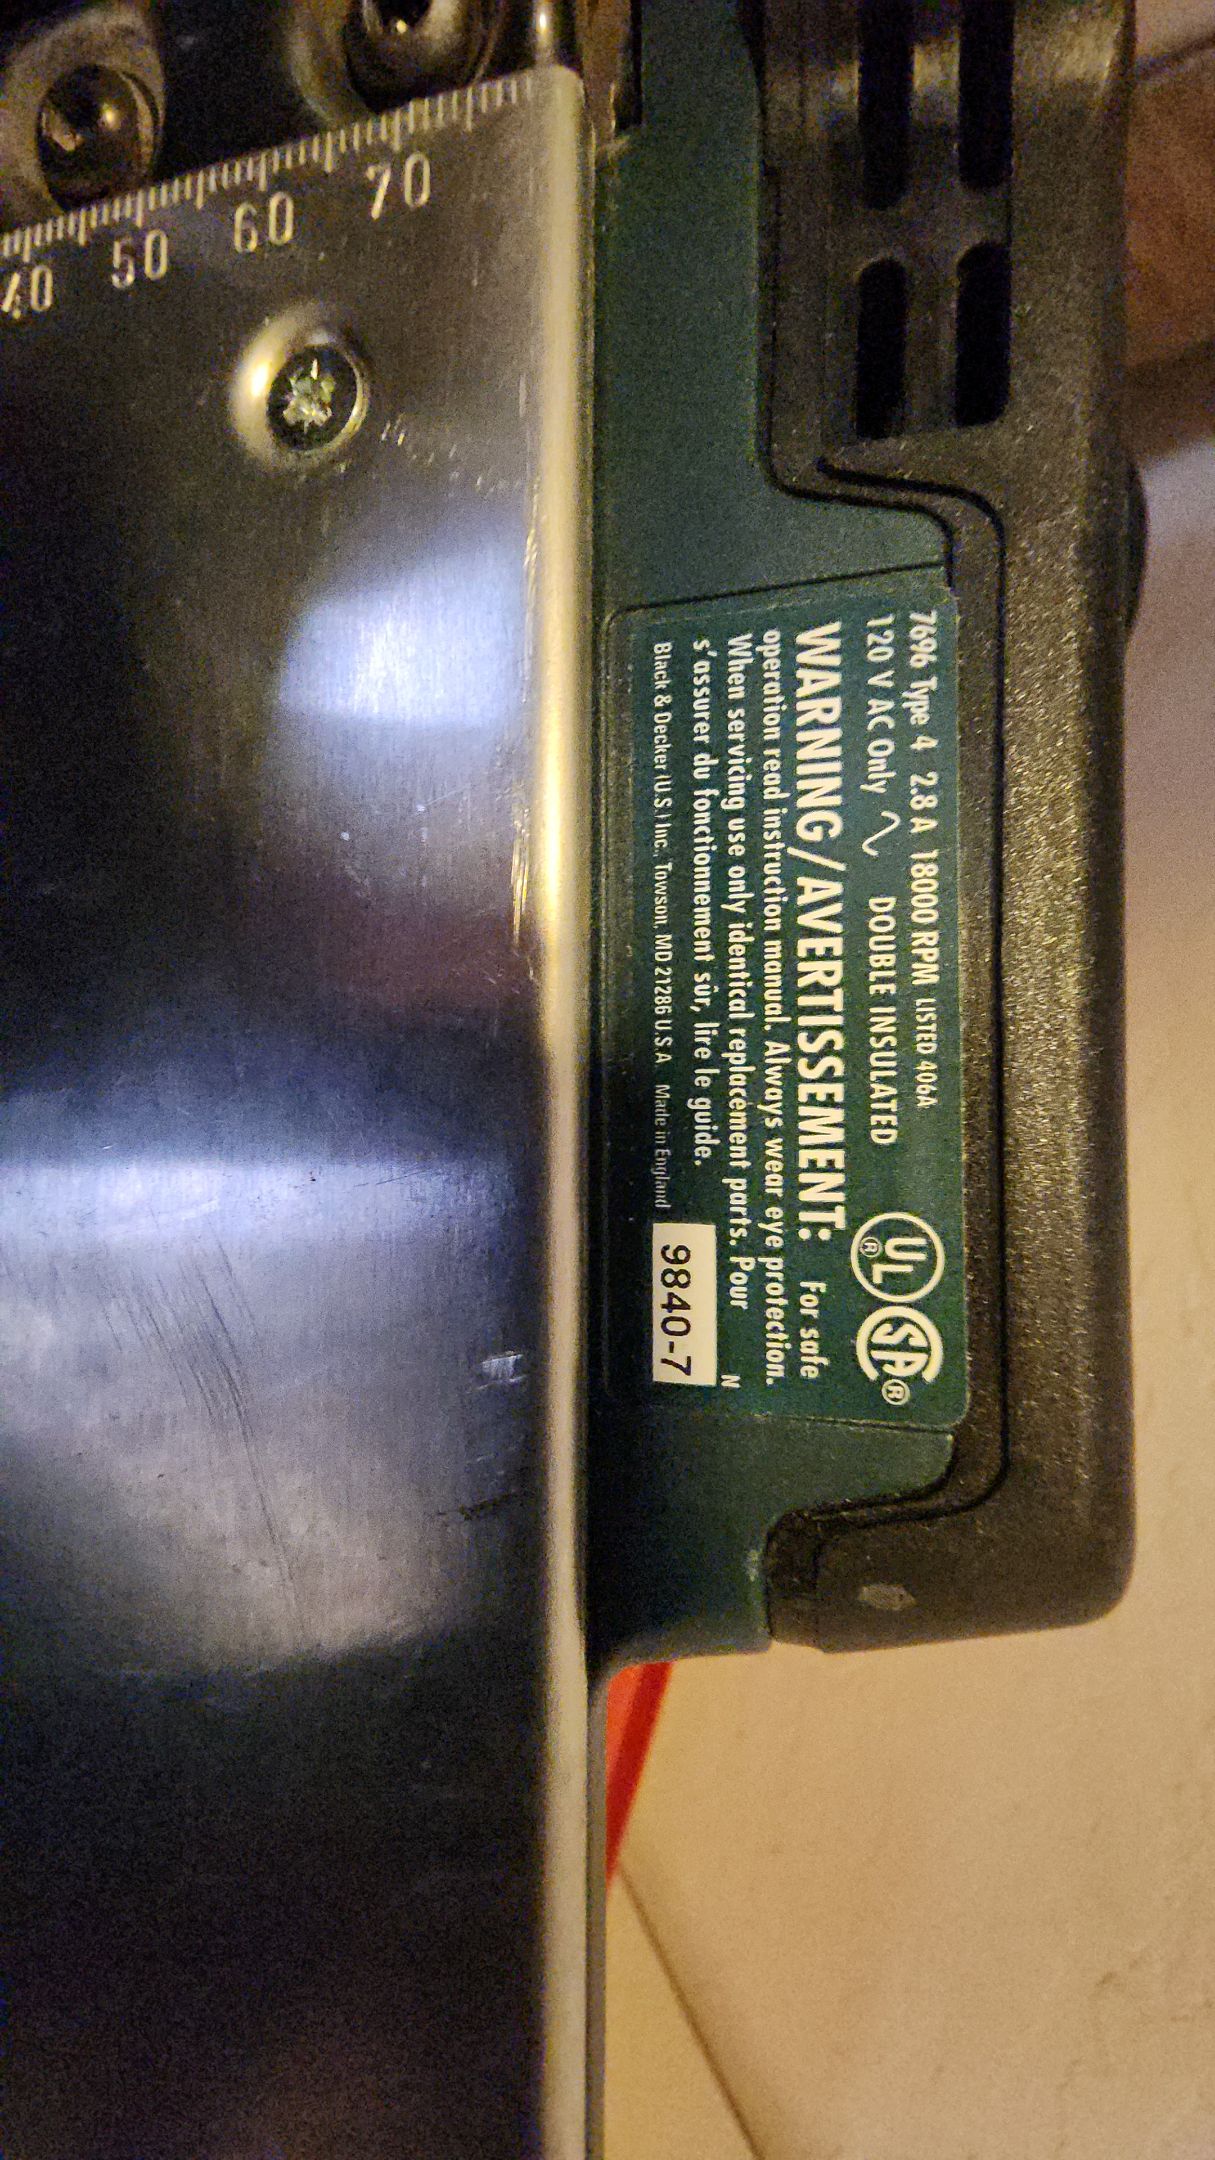 40 50 60 70
7696 Type 4 2.8 A 18000 RPM LISTED 406A
120 V AC Only ∿ DOUBLE INSULATED
UL® SA®
WARNING/AVERTISSEMENT: For safe
operation read instruction manual. Always wear eye protection.
When servicing use only identical replacement parts. Pour
s'assurer du fonctionnement sûr, lire le guide.
N
Black & Decker (U.S.) Inc., Towson, MD 21286 U.S.A. Made in England
9840-7